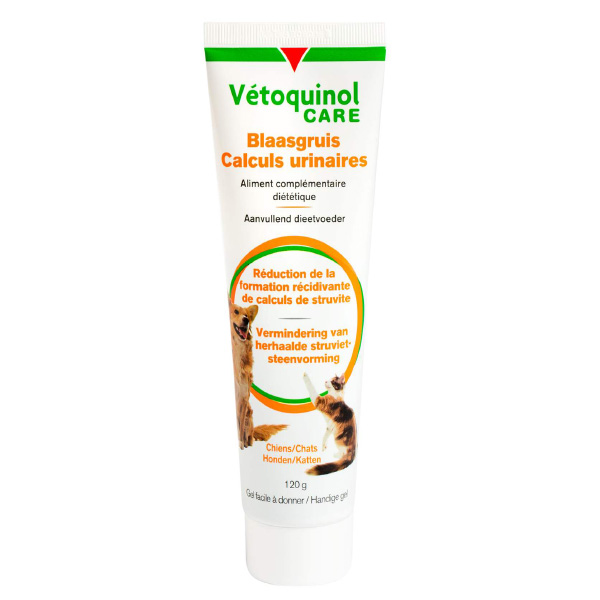 Vétoquinol
CARE
Blaasgruis
Calculs urinaires
Aliment complémentaire
diététique
Aanvullend dieetvoeder
Réduction de la
formation récidivante
de calculs de struvite
Vermindering van
herhaalde struviet-
steenvorming
Chiens/Chats
Honden/Katten
120 g
Gel facile à donner / Handige gel